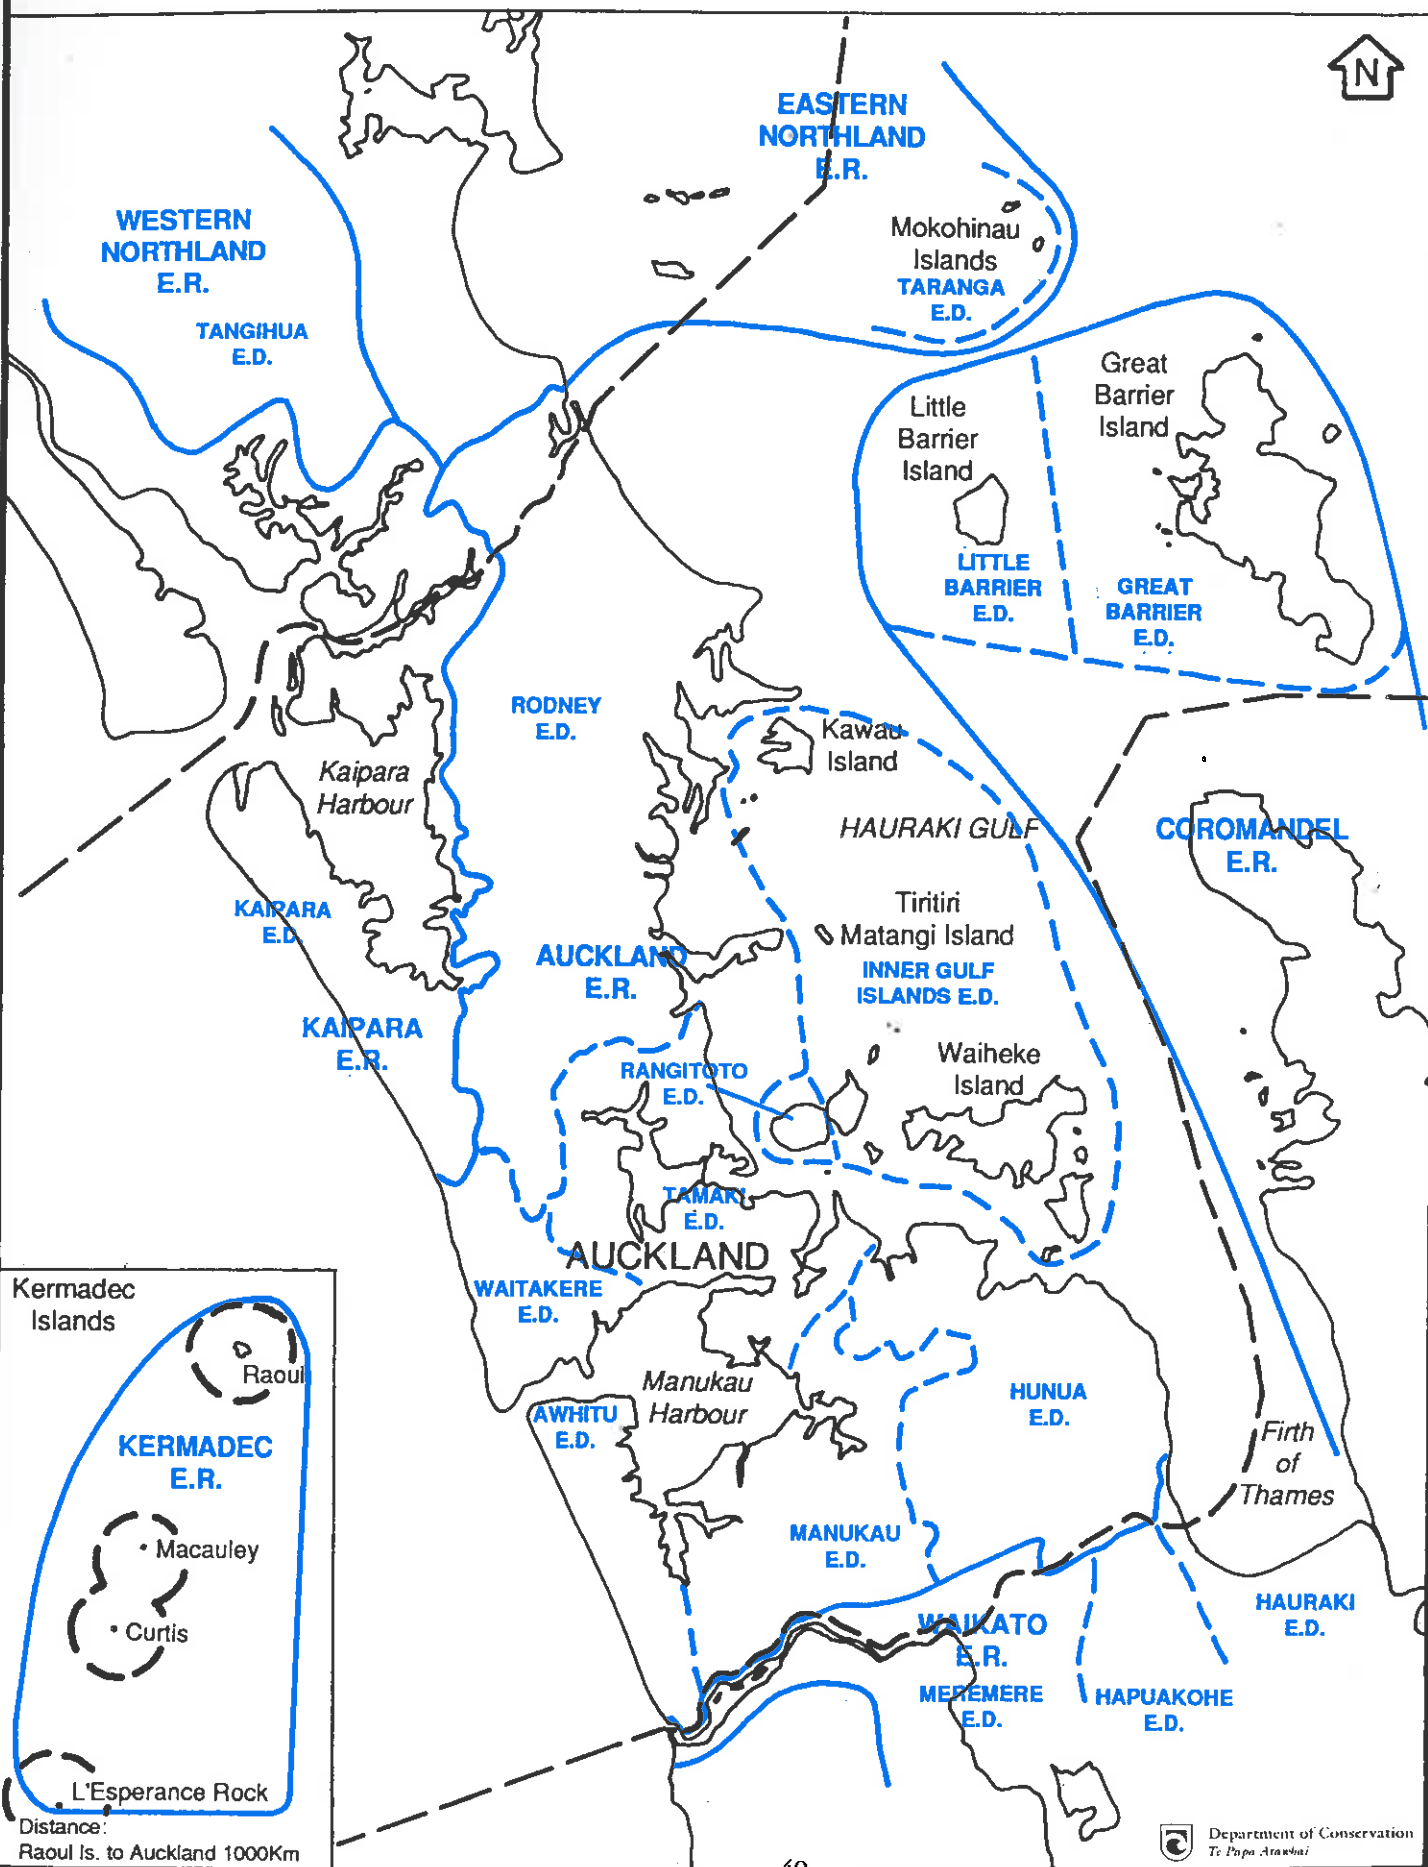 N
EASTERN
NORTHLAND
E.R.
WESTERN
NORTHLAND
E.R.
Mokohinau
Islands
TARANGA
E.D.
TANGIHUA
E.D.
Great
Barrier
Island
Little
Barrier
Island
LITTLE
BARRIER
E.D.
GREAT
BARRIER
E.D.
RODNEY
E.D.
Kawau
Island
Kaipara
Harbour
HAURAKI GULF
COROMANDEL
E.R.
KAIPARA
E.D.
Tiritiri
Matangi Island
AUCKLAND
E.R.
INNER GULF
ISLANDS E.D.
KAIPARA
E.R.
Waiheke
Island
RANGITOTO
E.D.
TAMAKI
E.D.
AUCKLAND
WAITAKERE
E.D.
Kermadec
Islands
Raoul
KERMADEC
E.R.
Macauley
Curtis
L'Esperance Rock
Distance:
Raoul Is. to Auckland 1000Km
Manukau
Harbour
AWHITU
E.D.
HUNUA
E.D.
Firth
of
Thames
MANUKAU
E.D.
HAURAKI
E.D.
WAIKATO
E.R.
MEREMERE
E.D.
HAPUAKOHE
E.D.
Department of Conservation
Te Papa Atawhai